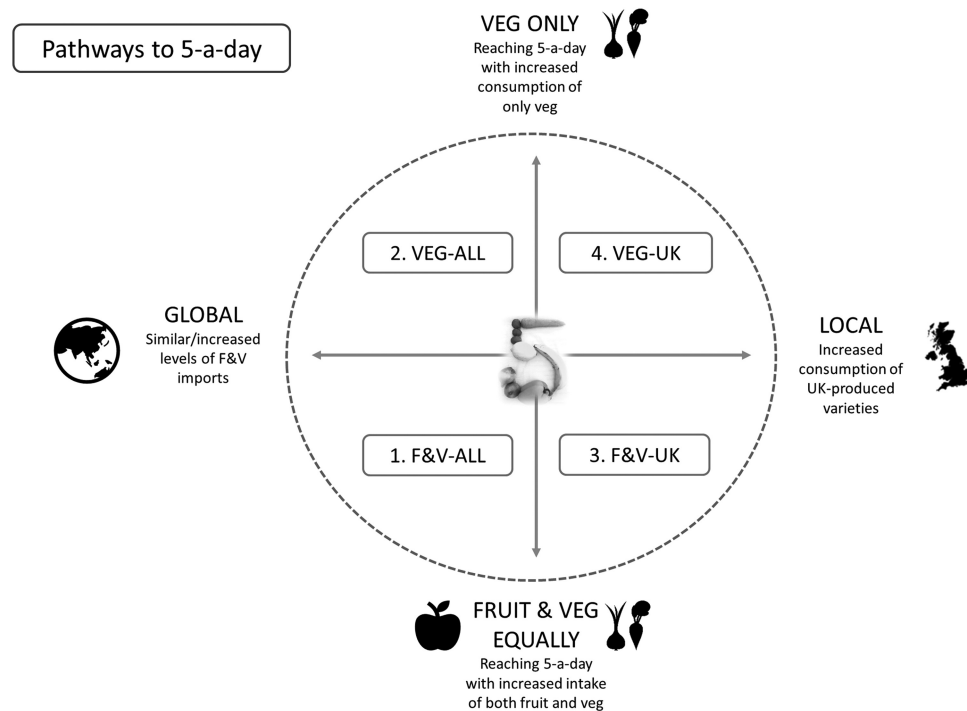 Pathways to 5-a-day
VEG ONLY
Reaching 5-a-day
with increased
consumption of
only veg
2. VEG-ALL
4. VEG-UK
GLOBAL
Similar/increased
levels of F&V
imports
LOCAL
Increased
consumption of
UK-produced
varieties
1. F&V-ALL
3. F&V-UK
FRUIT & VEG
EQUALLY
Reaching 5-a-day
with increased intake
of both fruit and veg